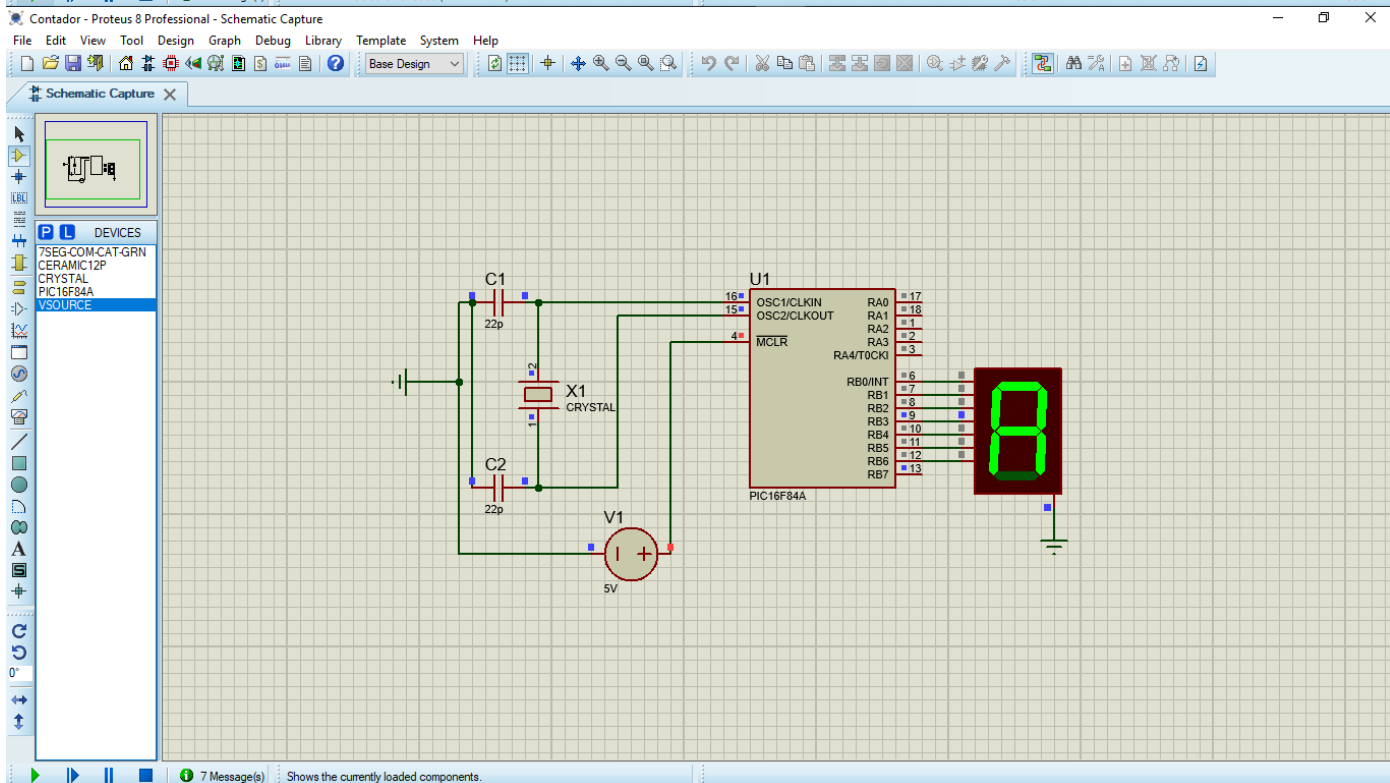 Contador - Proteus 8 Professional - Schematic Capture
File Edit View Tool Design Graph Debug Library Template System Help
Base Design
Schematic Capture
LBL
P L DEVICES
7SEG-COM-CAT-GRN
CERAMIC12P
CRYSTAL
PIC16F84A
VSOURCE
A
S
0°
C1
22p
2
X1
CRYSTAL
1
C2
22p
V1
5V
U1
16 OSC1/CLKIN RA0 17
15 OSC2/CLKOUT RA1 18
RA2 1
4 MCLR RA3 2
RA4/T0CKI 3
RB0/INT 6
RB1 7
RB2 8
RB3 9
RB4 10
RB5 11
RB6 12
RB7 13
PIC16F84A
7 Message(s) Shows the currently loaded components.